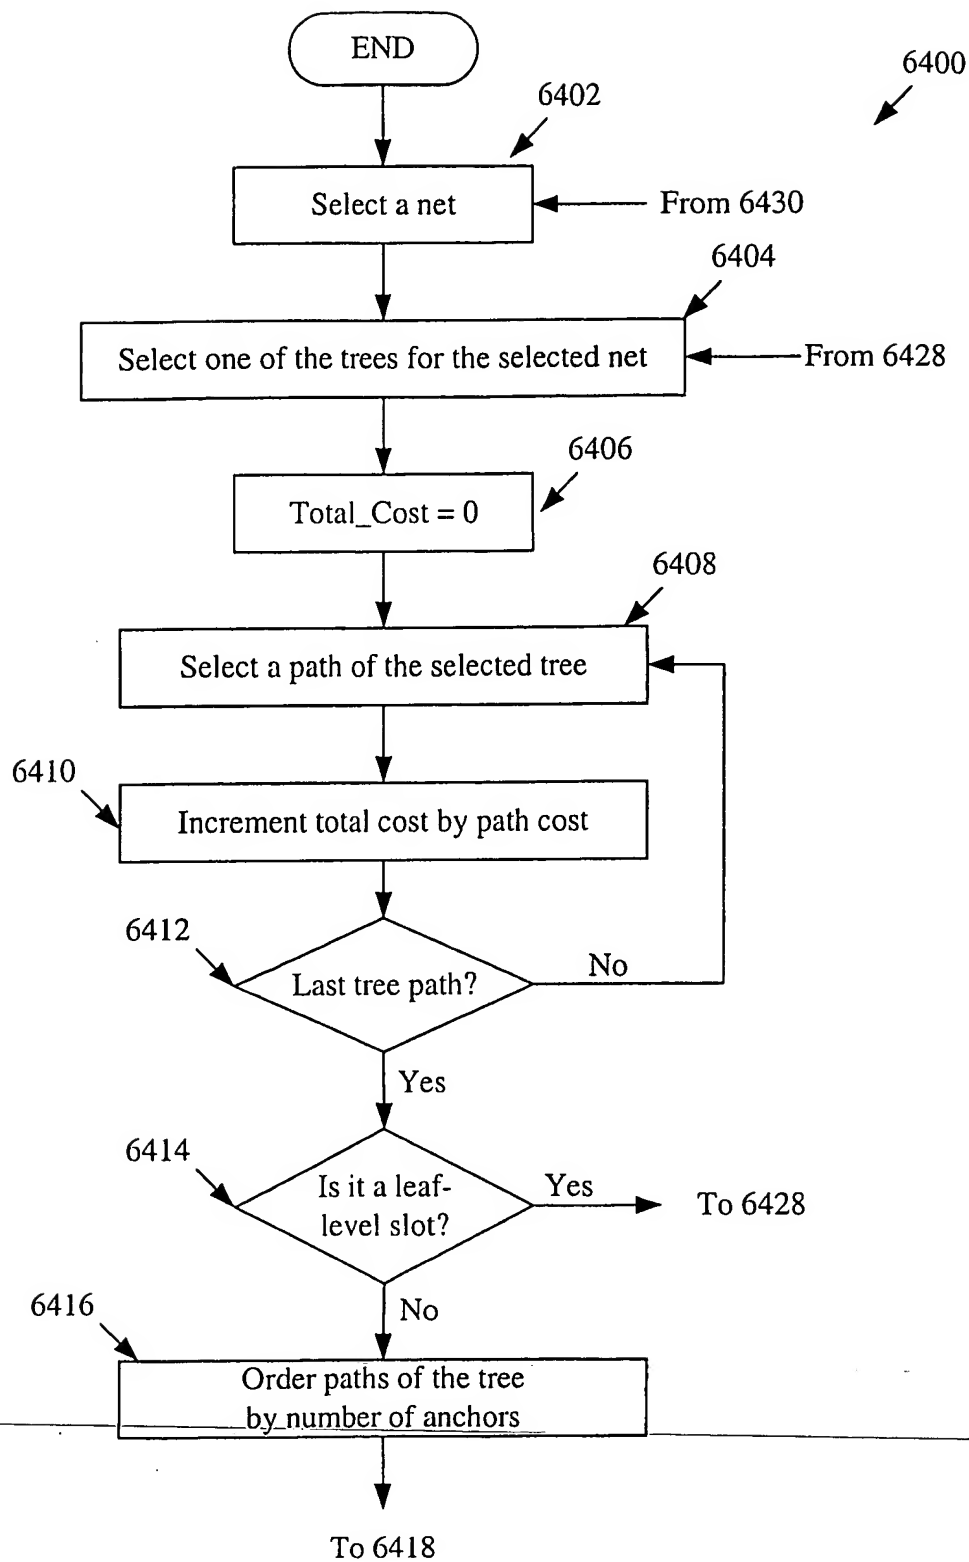 END
6400
6402
Select a net
From 6430
6404
Select one of the trees for the selected net
From 6428
6406
Total_Cost = 0
6408
Select a path of the selected tree
6410
Increment total cost by path cost
6412
Last tree path?
No
Yes
6414
Is it a leaf-
level slot?
Yes
To 6428
No
6416
Order paths of the tree
by number of anchors
To 6418